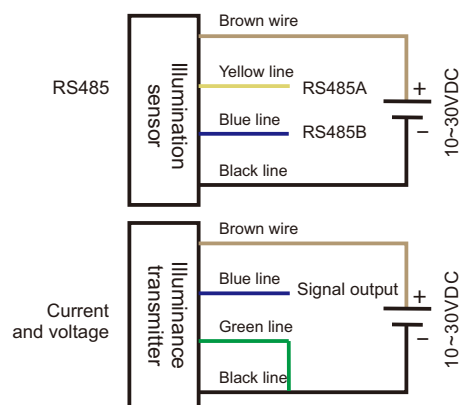 Brown wire
RS485
Illumination
sensor
Yellow line
RS485A
Blue line
RS485B
Black line
+
−
10~30VDC
Brown wire
Current
and voltage
Illuminance
transmitter
Blue line
Signal output
Green line
Black line
+
−
10~30VDC